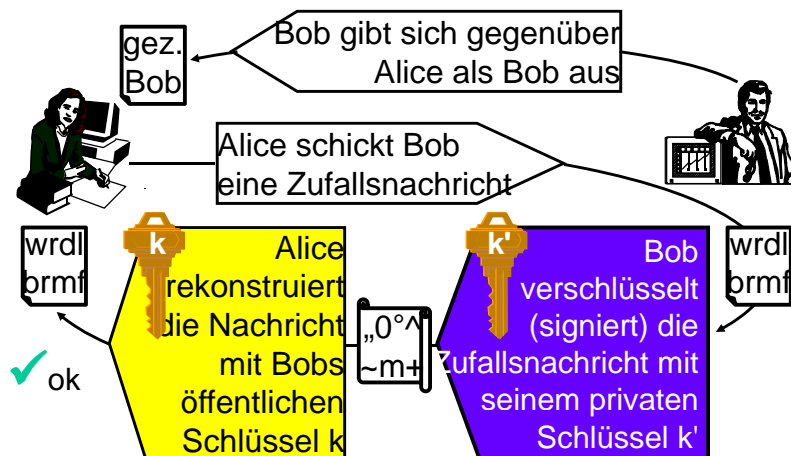 gez.
Bob
Bob gibt sich gegenüber
Alice als Bob aus
Alice schickt Bob
eine Zufallsnachricht
wrdl
brmf
ok
k
Alice
rekonstruiert
die Nachricht
mit Bobs
öffentlichen
Schlüssel k
„0°^
~m+
k'
Bob
verschlüsselt
(signiert) die
Zufallsnachricht mit
seinem privaten
Schlüssel k'
wrdl
brmf